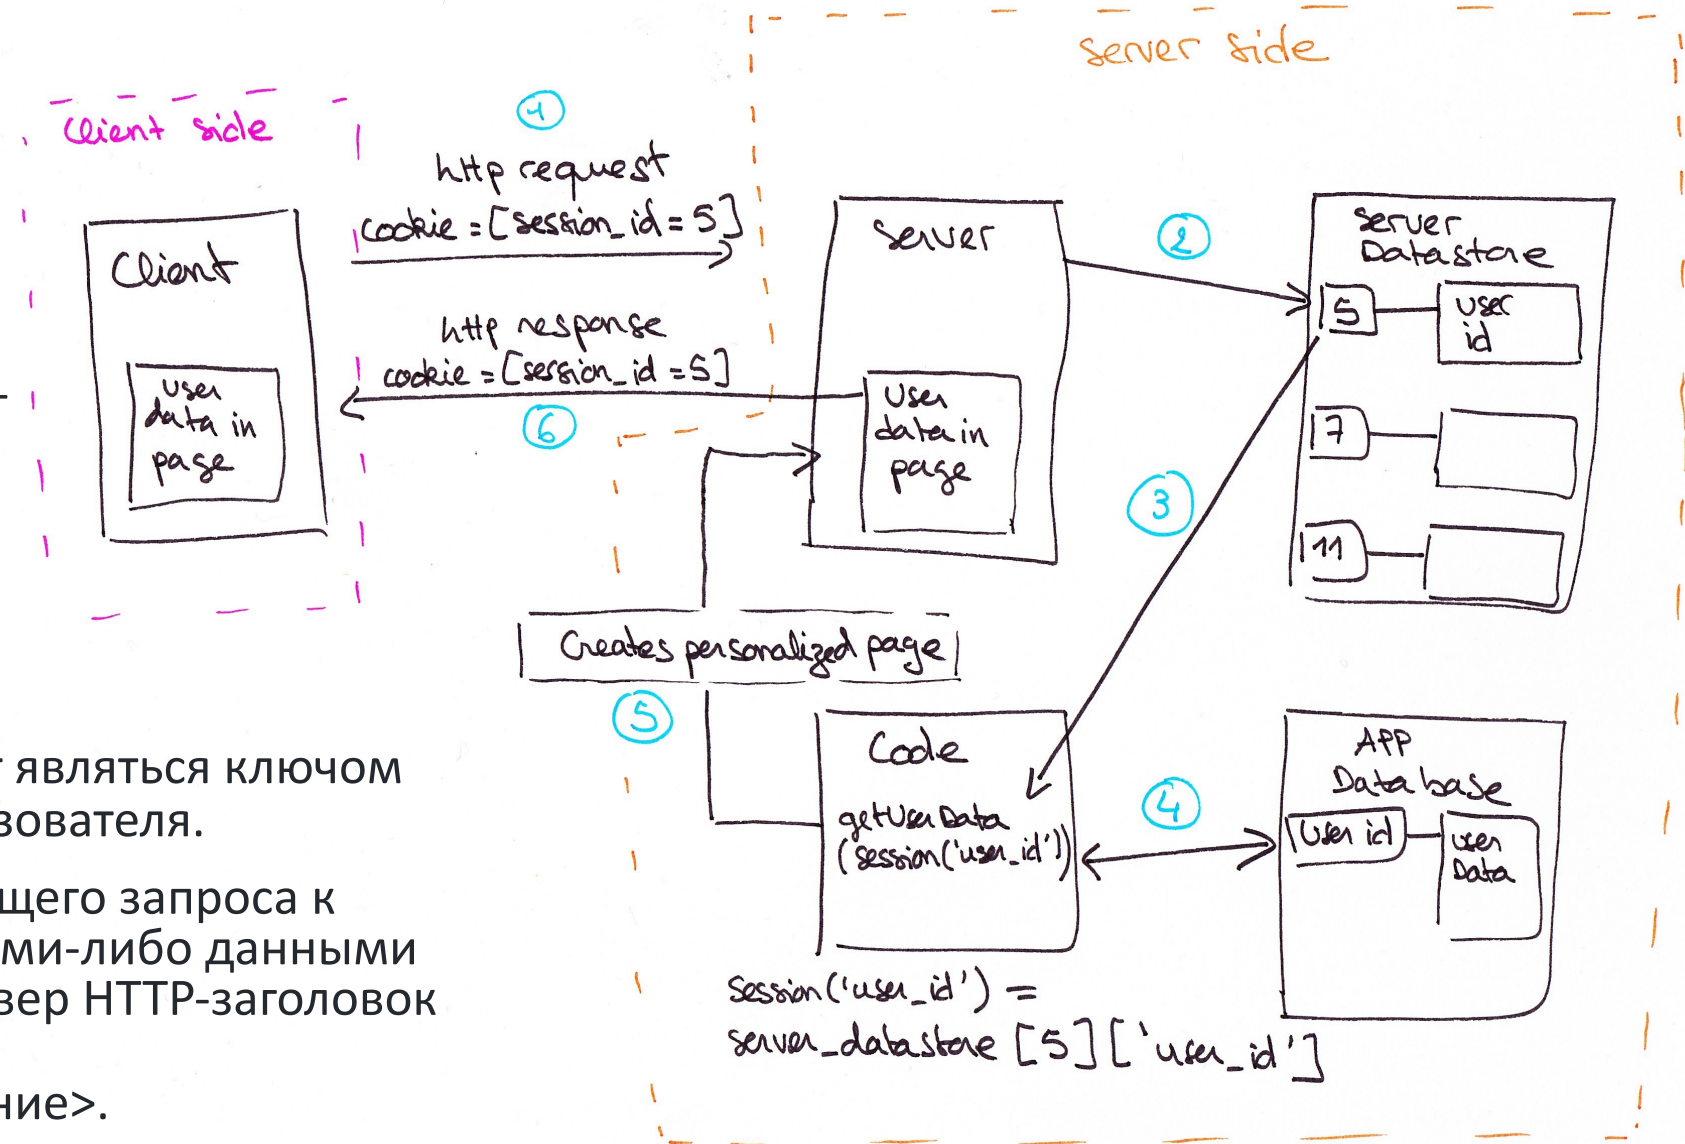 server side
client side
1
http request
cookie = [session_id = 5]
Client
user
data in
page
http response
cookie = [session_id = 5]
6
server
User
data in
page
2
server
Datastore
5
user
id
7
11
3
Creates personalized page
5
Code
getUserData
(session('user_id'))
4
APP
Database
User id
user
Data
session('user_id') =
server_datastore [5]['user_id']
являться ключом
зователя.
щего запроса к
ми-либо данными
вер HTTP-заголовок
ние>.